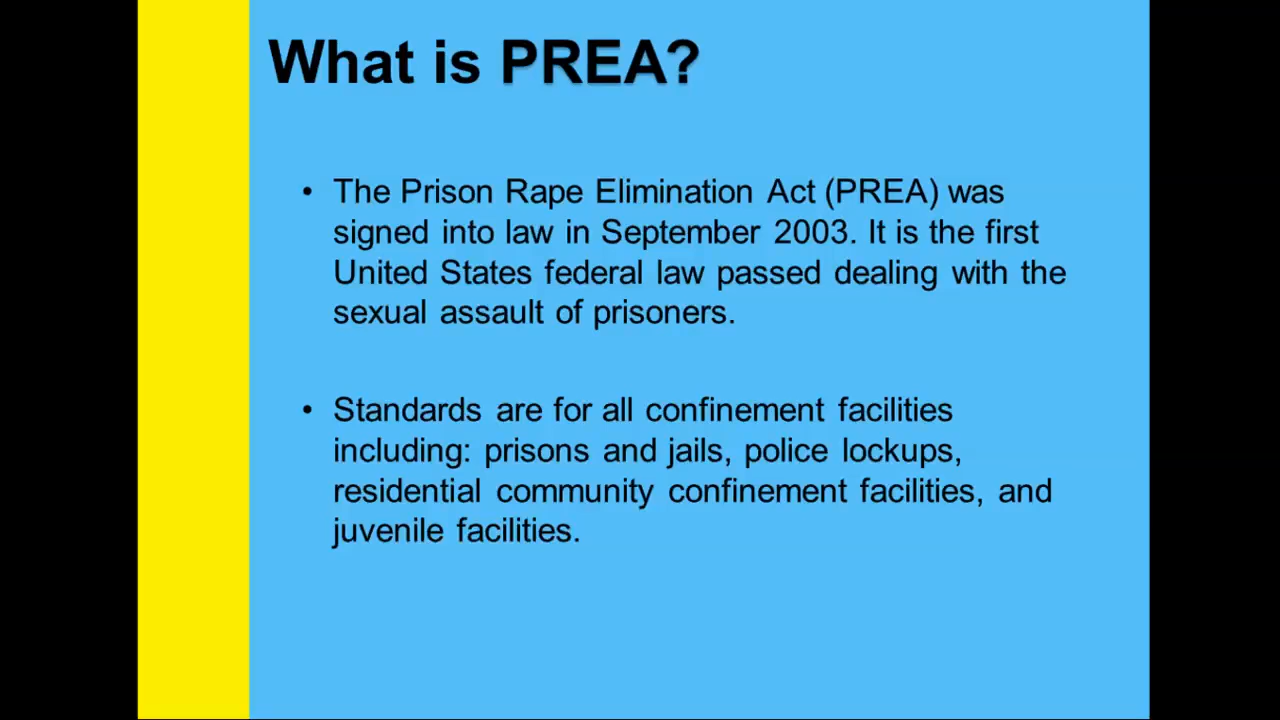 What is PREA?
• The Prison Rape Elimination Act (PREA) was
signed into law in September 2003. It is the first
United States federal law passed dealing with the
sexual assault of prisoners.
• Standards are for all confinement facilities
including: prisons and jails, police lockups,
residential community confinement facilities, and
juvenile facilities.